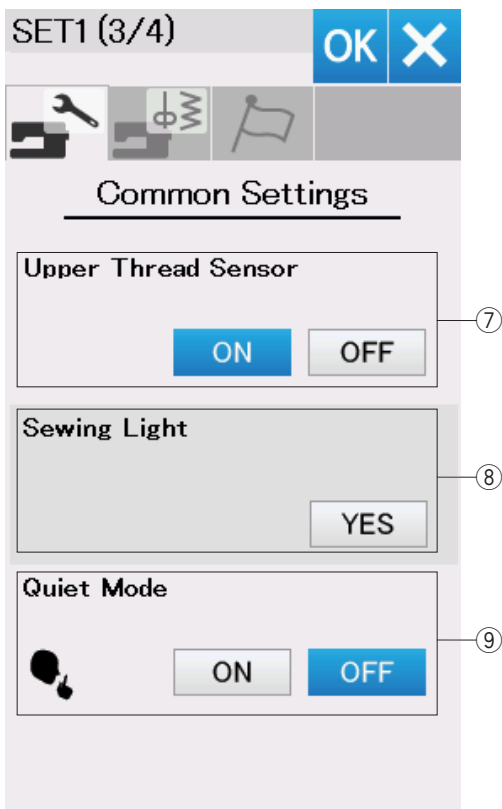 SET1 (3/4)
OK
Common Settings
Upper Thread Sensor
ON OFF
⑦
Sewing Light
YES
⑧
Quiet Mode
ON OFF
⑨